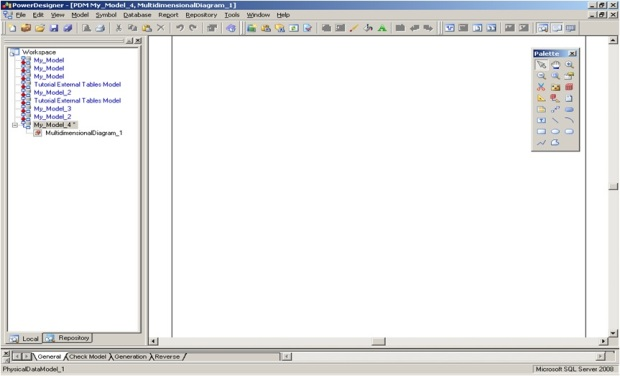 PowerDesigner - [PDM My_Model_4, MultidimensionalDiagram_1]
File Edit View Model Symbol Database Report Repository Tools Window Help
Workspace
My_Model
My_Model
My_Model
Tutorial External Tables Model
My_Model_2
Tutorial External Tables Model
My_Model_3
My_Model_2
My_Model_4 *
MultidimensionalDiagram_1
Palette
Local Repository
General Check Model Generation Reverse
PhysicalDataModel_1 Microsoft SQL Server 2008